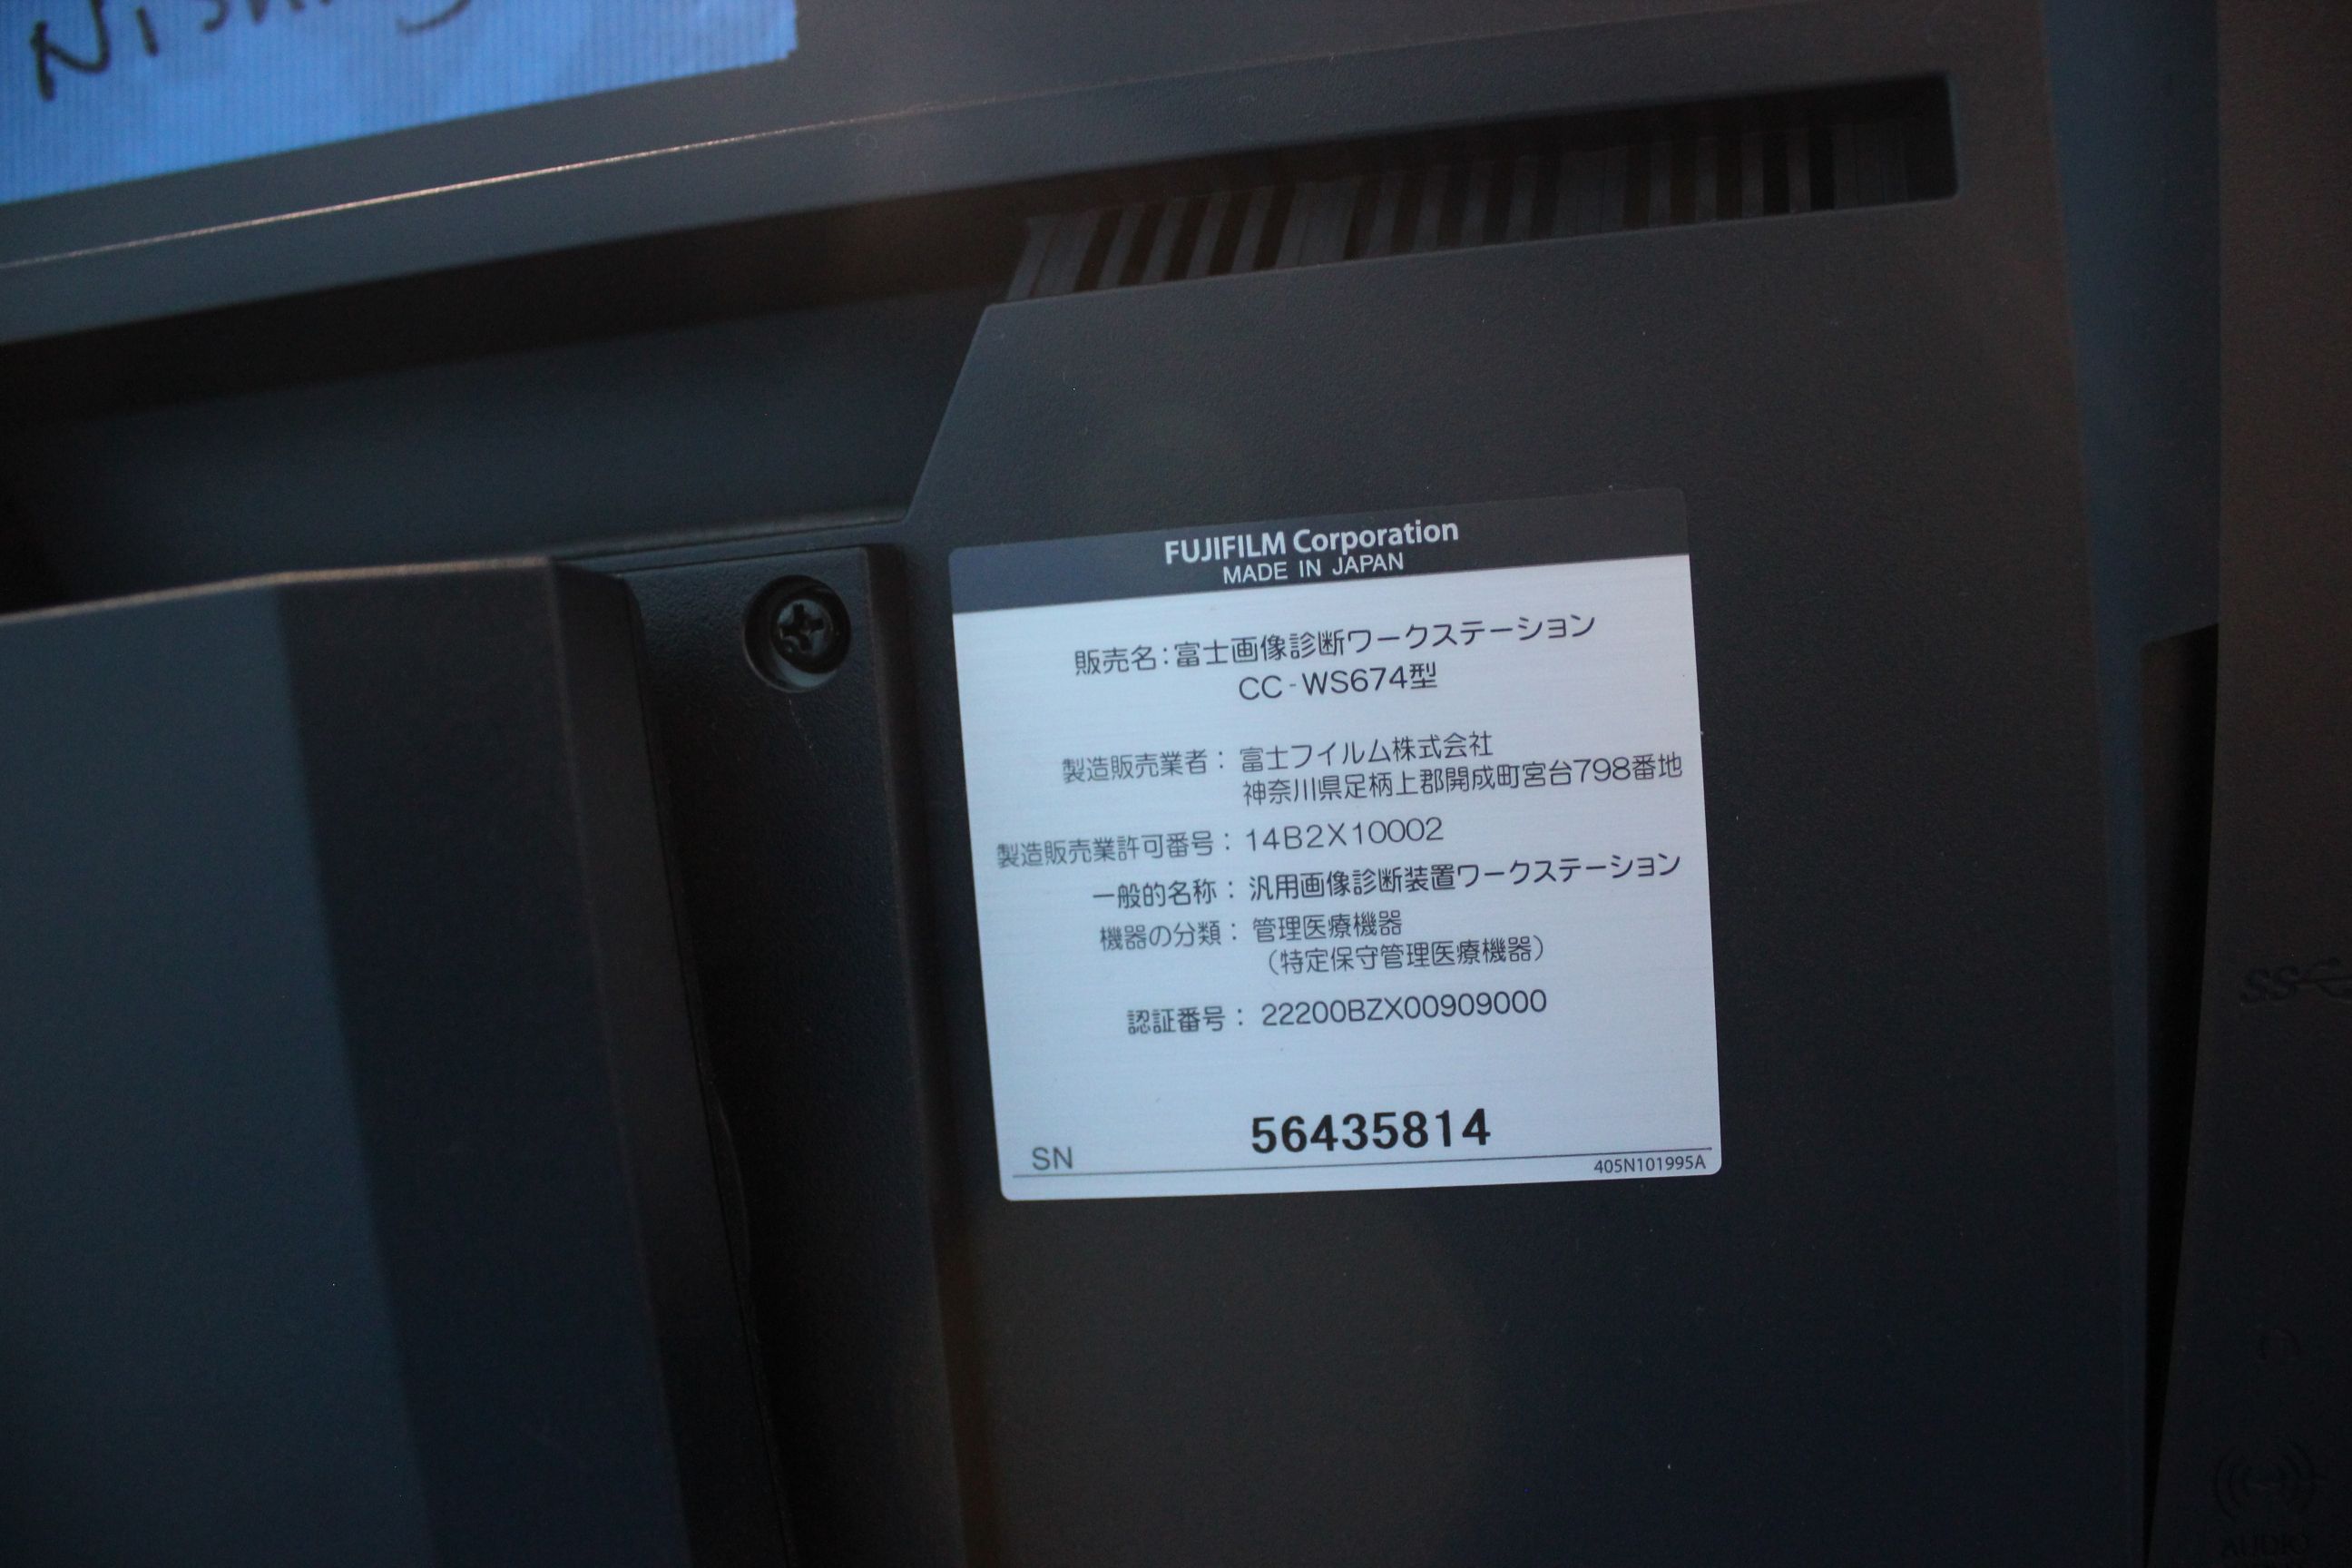 FUJIFILM Corporation
MADE IN JAPAN
販売名：富士画像診断ワークステーション
CC-WS674型
製造販売業者：富士フイルム株式会社
神奈川県足柄上郡開成町宮台798番地
製造販売業許可番号：14B2X10002
一般的名称：汎用画像診断装置ワークステーション
機器の分類：管理医療機器
（特定保守管理医療機器）
認証番号：22200BZX00909000
SN 56435814
405N101995A
SS
AUDIO